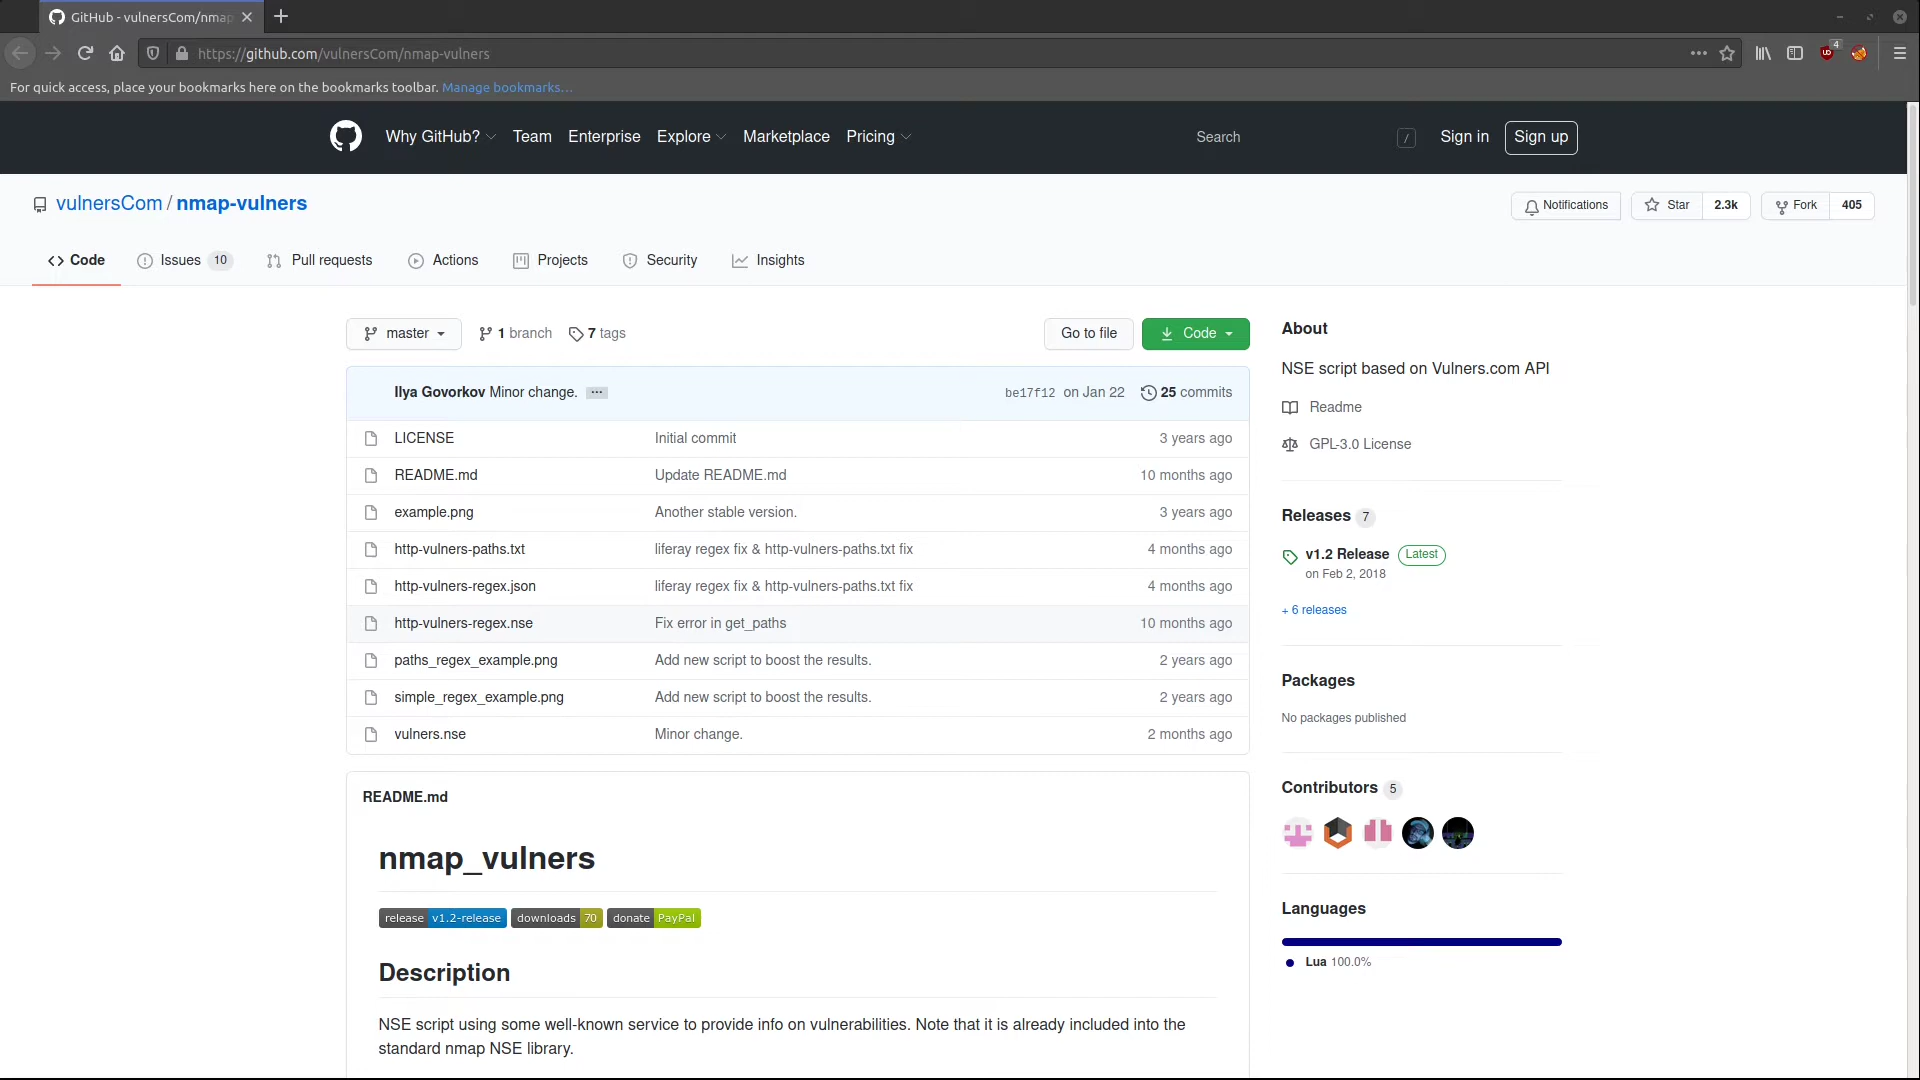 GitHub - vulnersCom/nmap
https://github.com/vulnersCom/nmap-vulners
4
For quick access, place your bookmarks here on the bookmarks toolbar. Manage bookmarks...
Why GitHub? Team Enterprise Explore Marketplace Pricing Search / Sign in Sign up
vulnersCom / nmap-vulners
Notifications Star 2.3k Fork 405
Code Issues 10 Pull requests Actions Projects Security Insights
master 1 branch 7 tags Go to file Code
Ilya Govorkov Minor change. ... be17f12 on Jan 22 25 commits
LICENSE Initial commit 3 years ago
README.md Update README.md 10 months ago
example.png Another stable version. 3 years ago
http-vulners-paths.txt liferay regex fix & http-vulners-paths.txt fix 4 months ago
http-vulners-regex.json liferay regex fix & http-vulners-paths.txt fix 4 months ago
http-vulners-regex.nse Fix error in get_paths 10 months ago
paths_regex_example.png Add new script to boost the results. 2 years ago
simple_regex_example.png Add new script to boost the results. 2 years ago
vulners.nse Minor change. 2 months ago
README.md
nmap_vulners
release v1.2-release downloads 70 donate PayPal
Description
NSE script using some well-known service to provide info on vulnerabilities. Note that it is already included into the
standard nmap NSE library.
About
NSE script based on Vulners.com API
Readme
GPL-3.0 License
Releases 7
v1.2 Release Latest
on Feb 2, 2018
+ 6 releases
Packages
No packages published
Contributors 5
Languages
Lua 100.0%